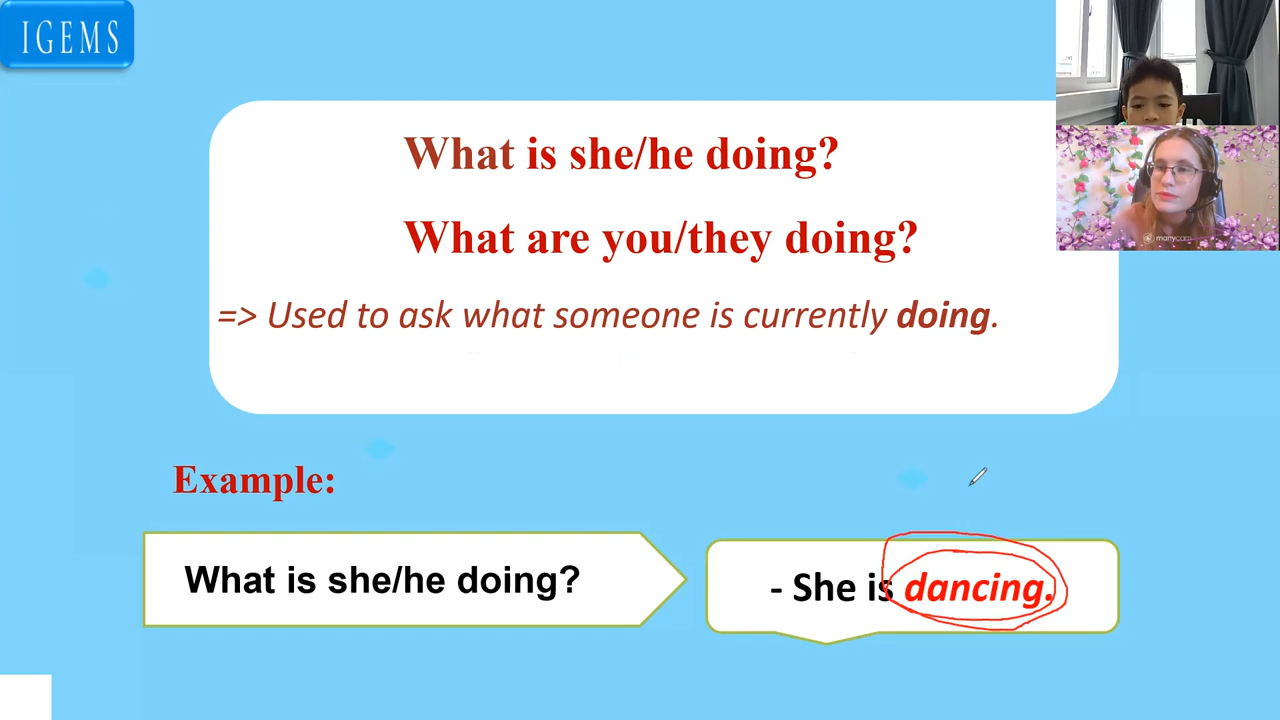 IGEMS
What is she/he doing?
What are you/they doing?
=> Used to ask what someone is currently doing.
manycam
Example:
What is she/he doing?
- She is dancing.